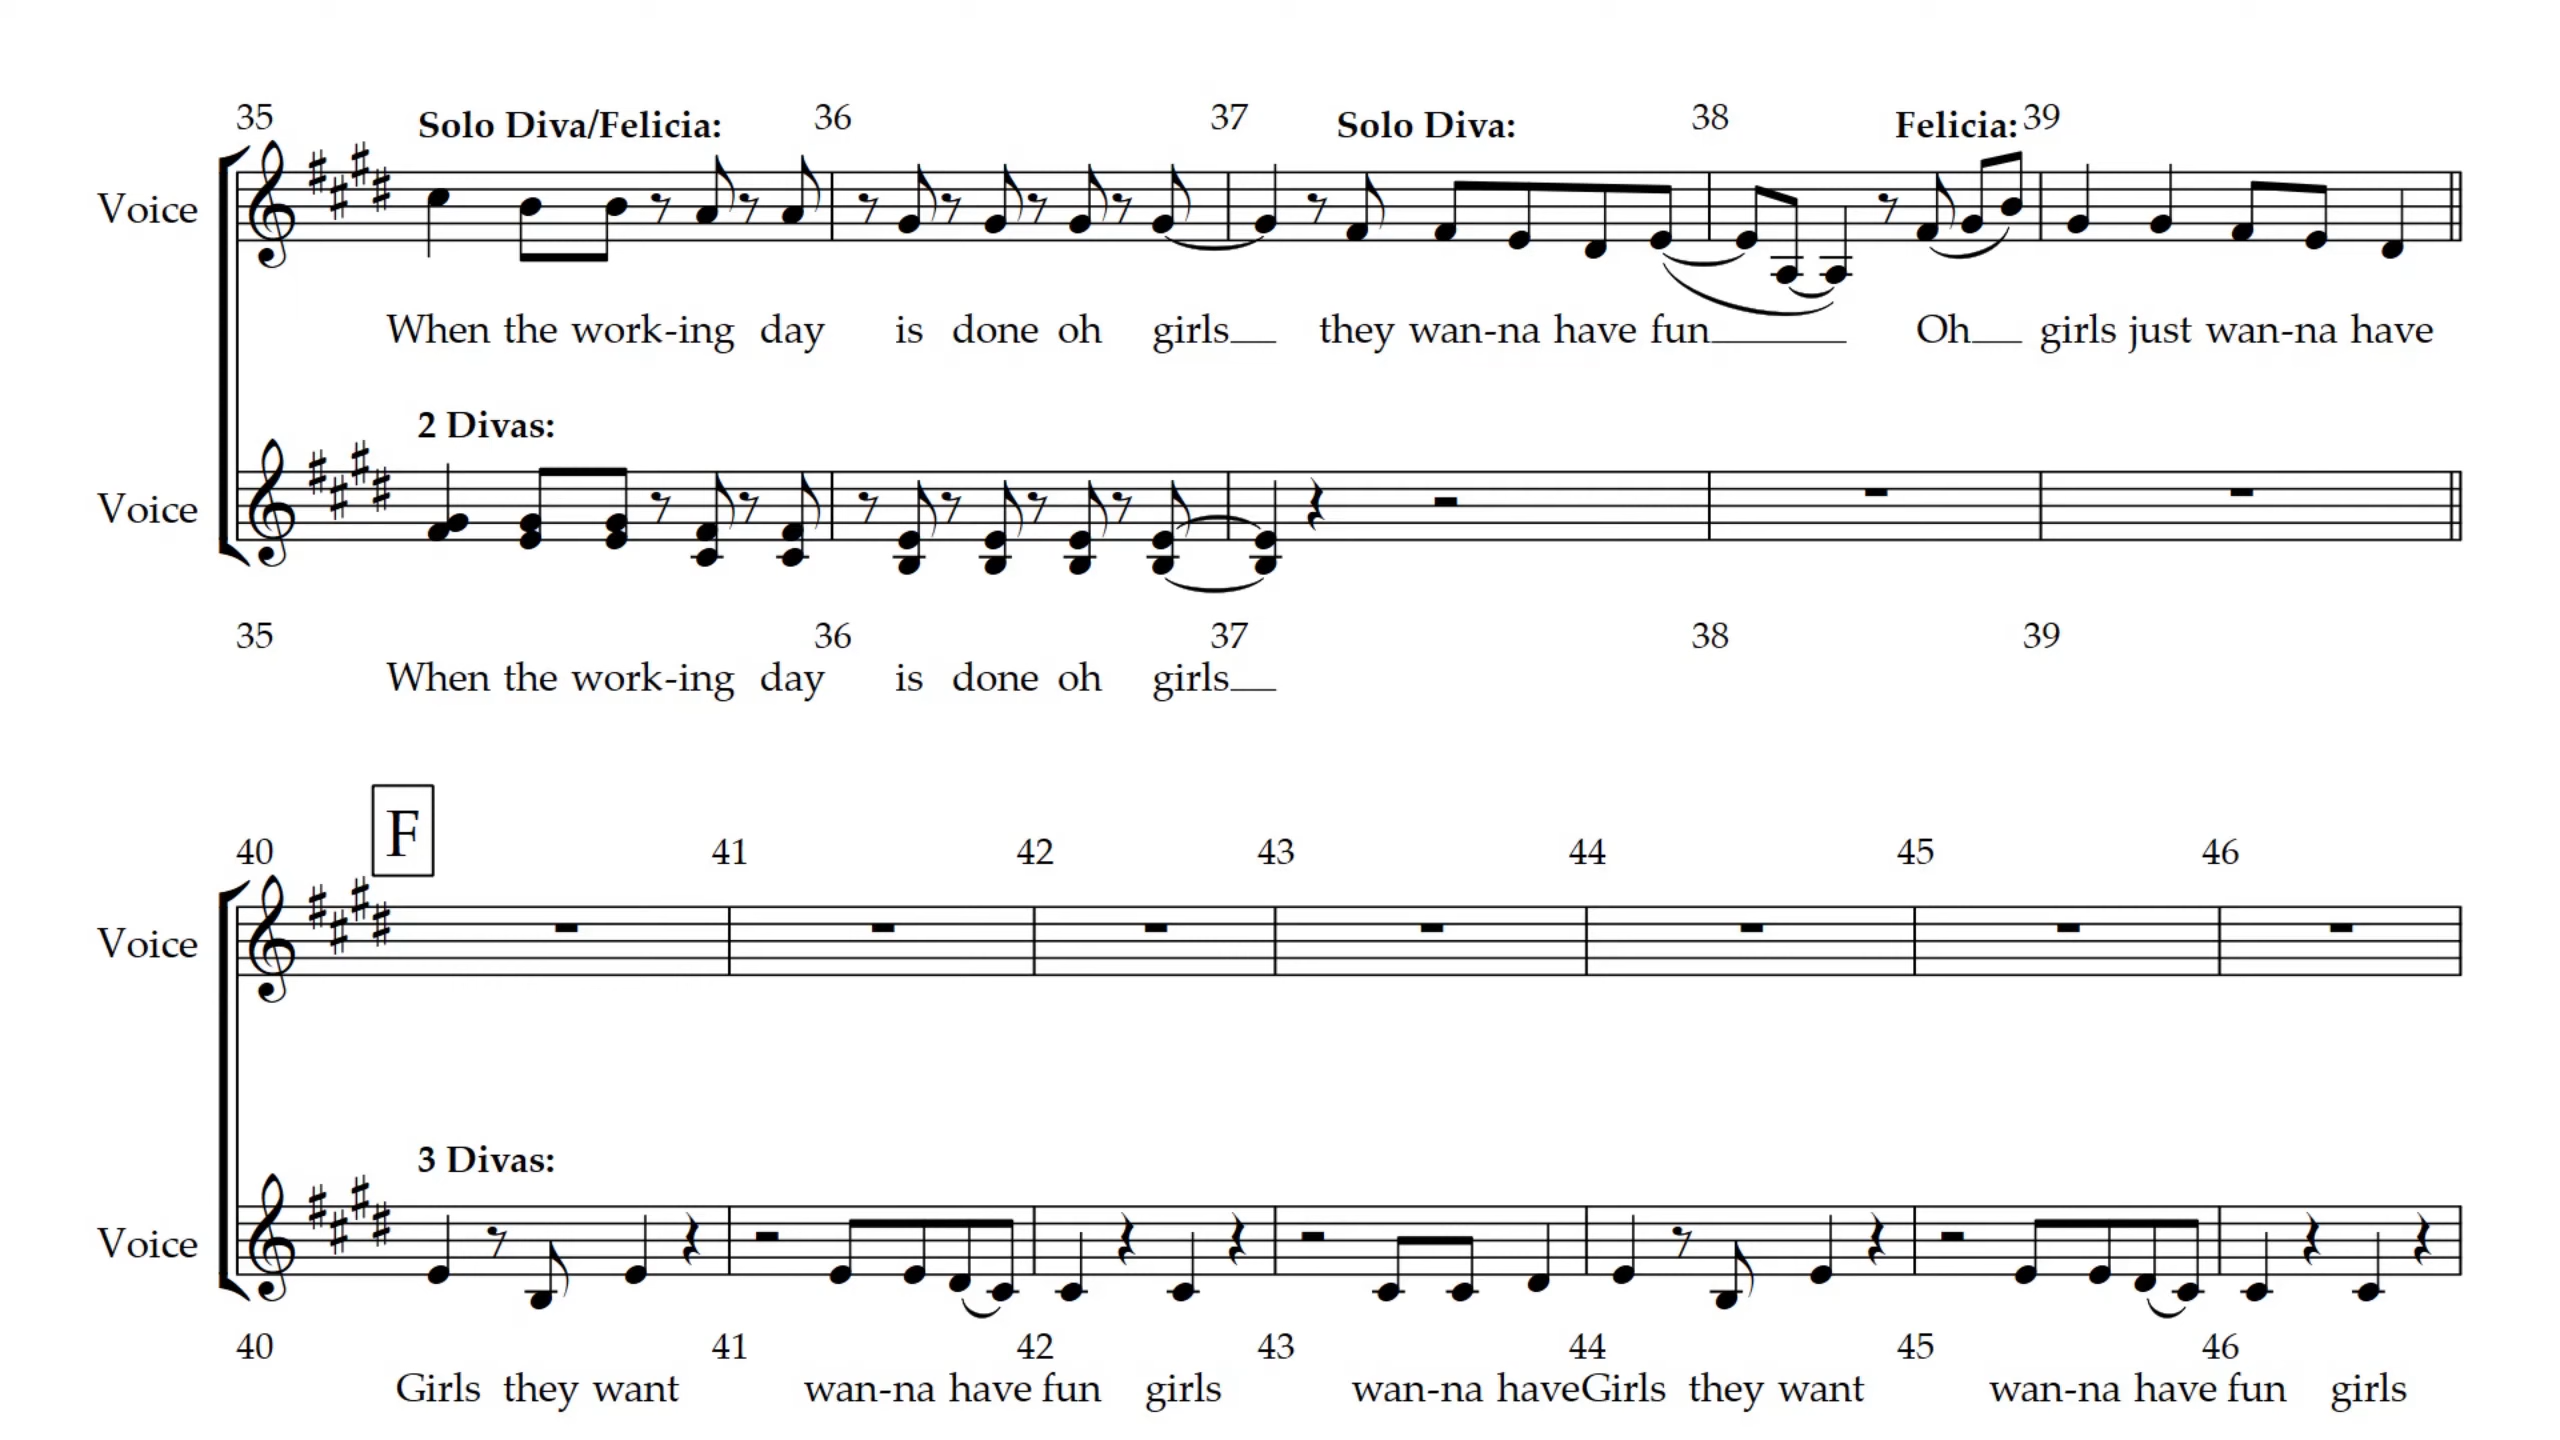 35 Solo Diva/Felicia: 36 37 Solo Diva: 38 Felicia: 39
Voice
When the work-ing day is done oh girls they wan-na have fun Oh girls just wan-na have
2 Divas:
Voice
35 36 37 38 39
When the work-ing day is done oh girls
F
40 41 42 43 44 45 46
Voice
3 Divas:
Voice
40 41 42 43 44 45 46
Girls they want wan-na have fun girls wan-na have Girls they want wan-na have fun girls